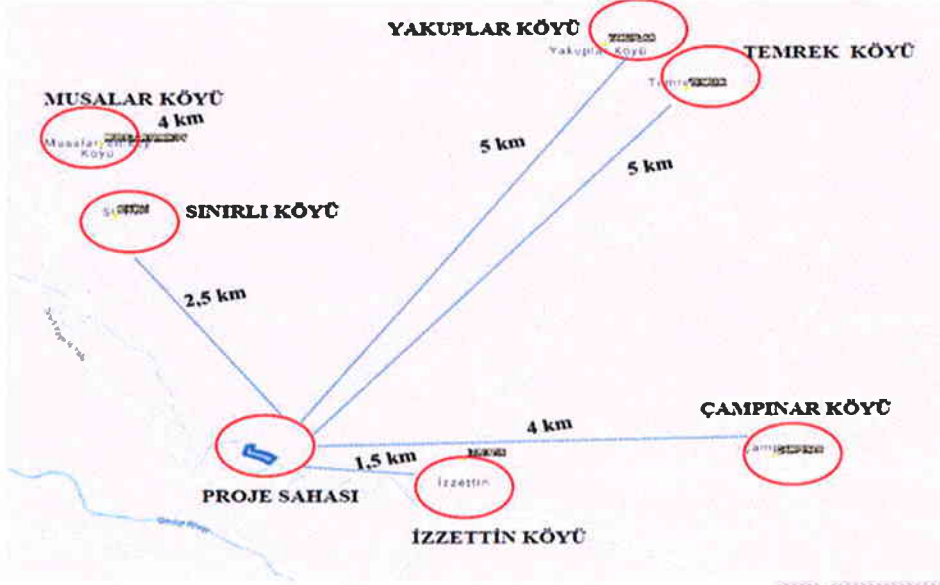 YAKUPLAR KÖYÜ
Yakuplar Köyü
TEMREK KÖYÜ
MUSALAR KÖYÜ
4 km
Köyü
5 km
5 km
SINIRLI KÖYÜ
2,5 km
ÇAMPINAR KÖYÜ
4 km
1,5 km
İzzettin
PROJE SAHASI
İZZETTİN KÖYÜ